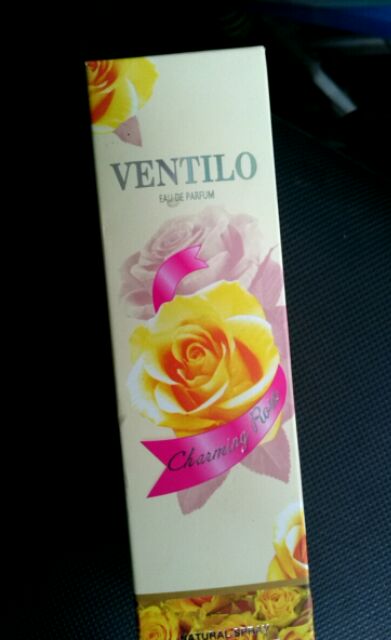 VENTILO
EAU DE PARFUM
Charming Rose
NATURAL SPRAY